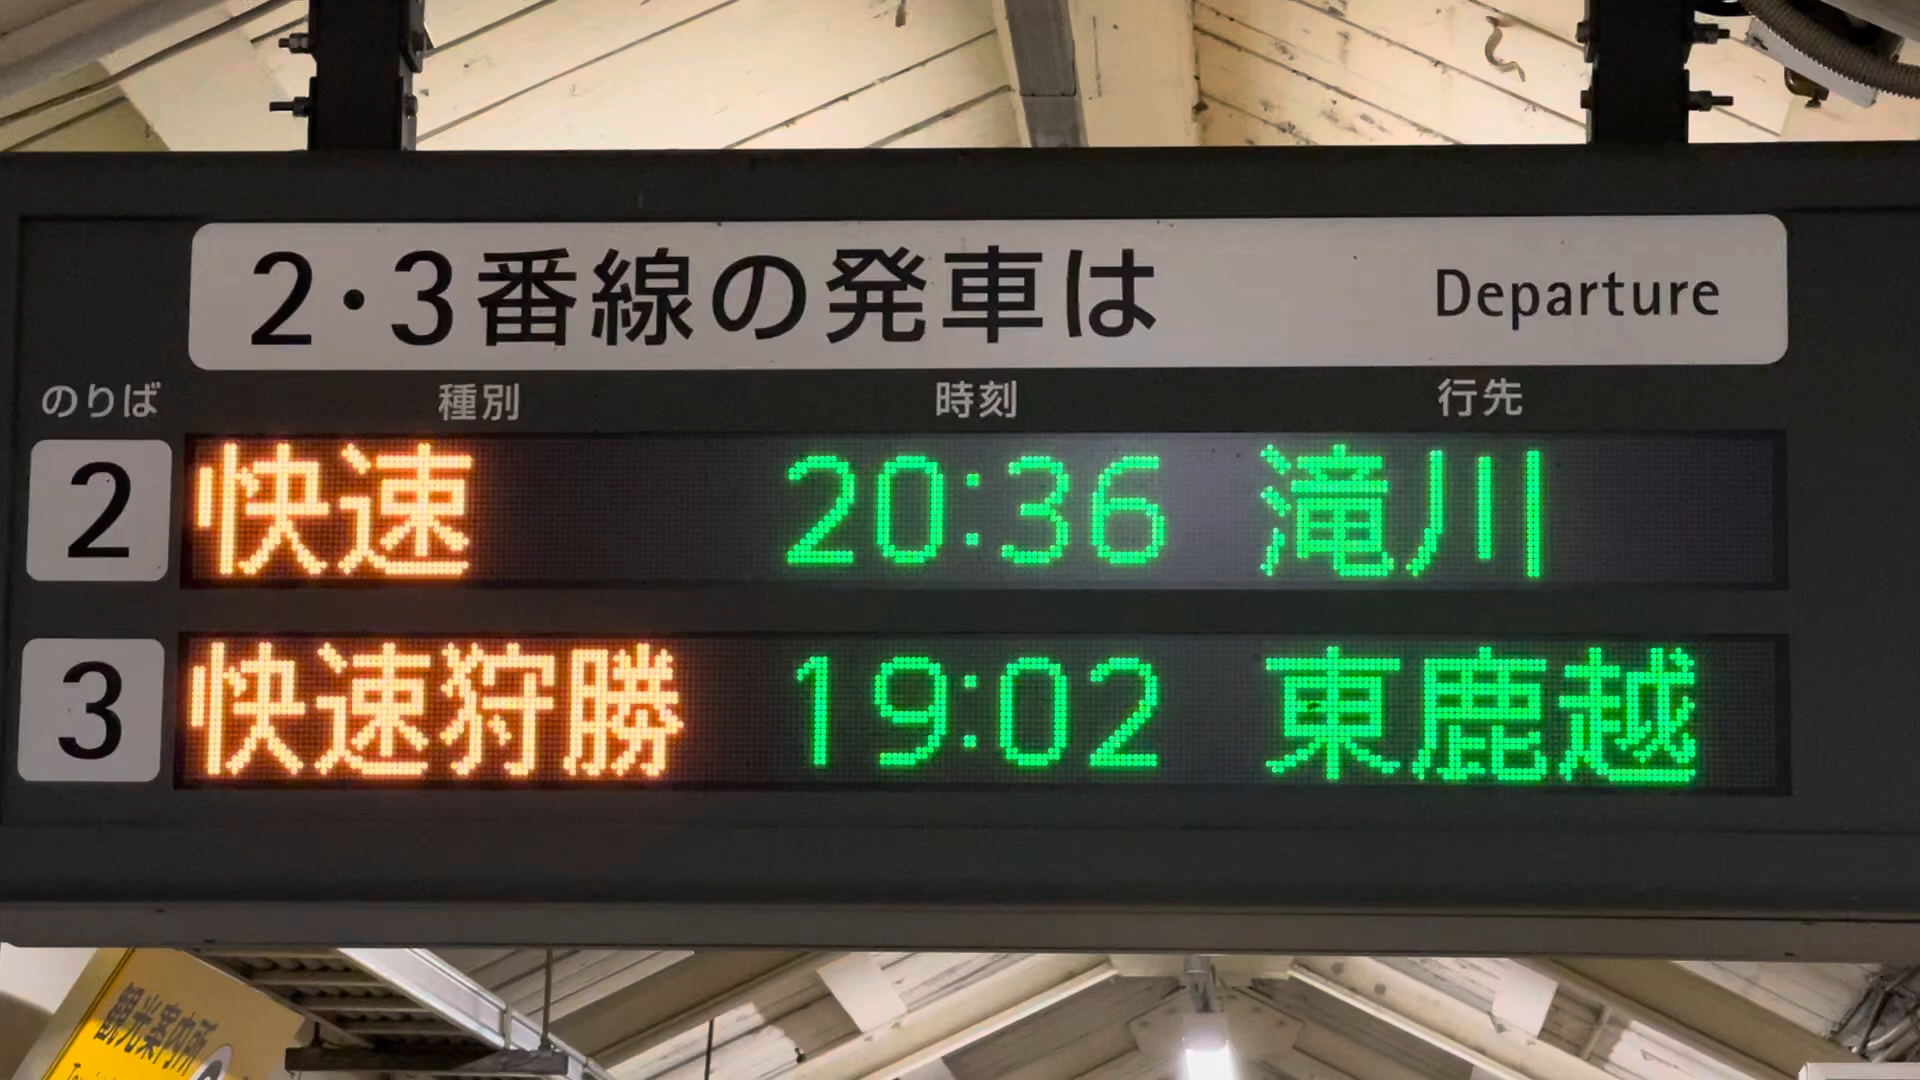 2・3番線の発車は Departure
のりば 種別 時刻 行先
2 快速 20:36 滝川
3 快速狩勝 19:02 東鹿越
観光案内所